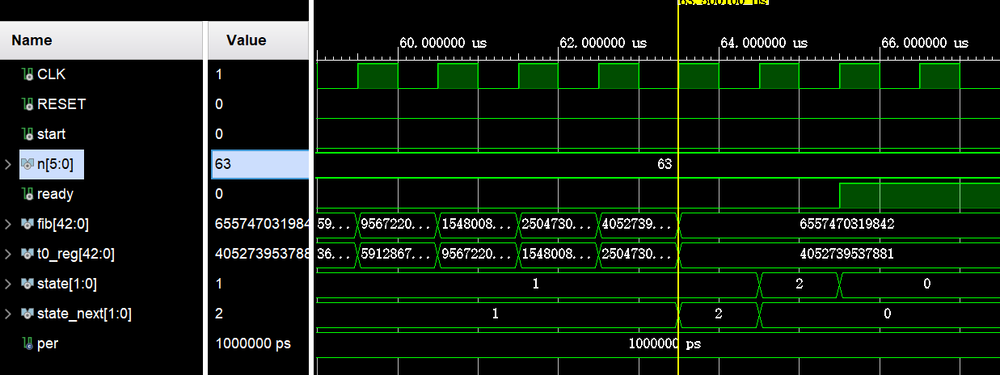 Name Value
60.000000 us 62.000000 us 64.000000 us 66.000000 us
CLK 1
RESET 0
start 0
n[5:0] 63 63
ready 0
fib[42:0] 6557470319842 59... 9567220... 1548008... 2504730... 4052739... 6557470319842
t0_reg[42:0] 4052739537881 36... 5912867... 9567220... 1548008... 2504730... 4052739537881
state[1:0] 1 1 2 0
state_next[1:0] 2 1 2 0
per 1000000 ps 1000000 ps